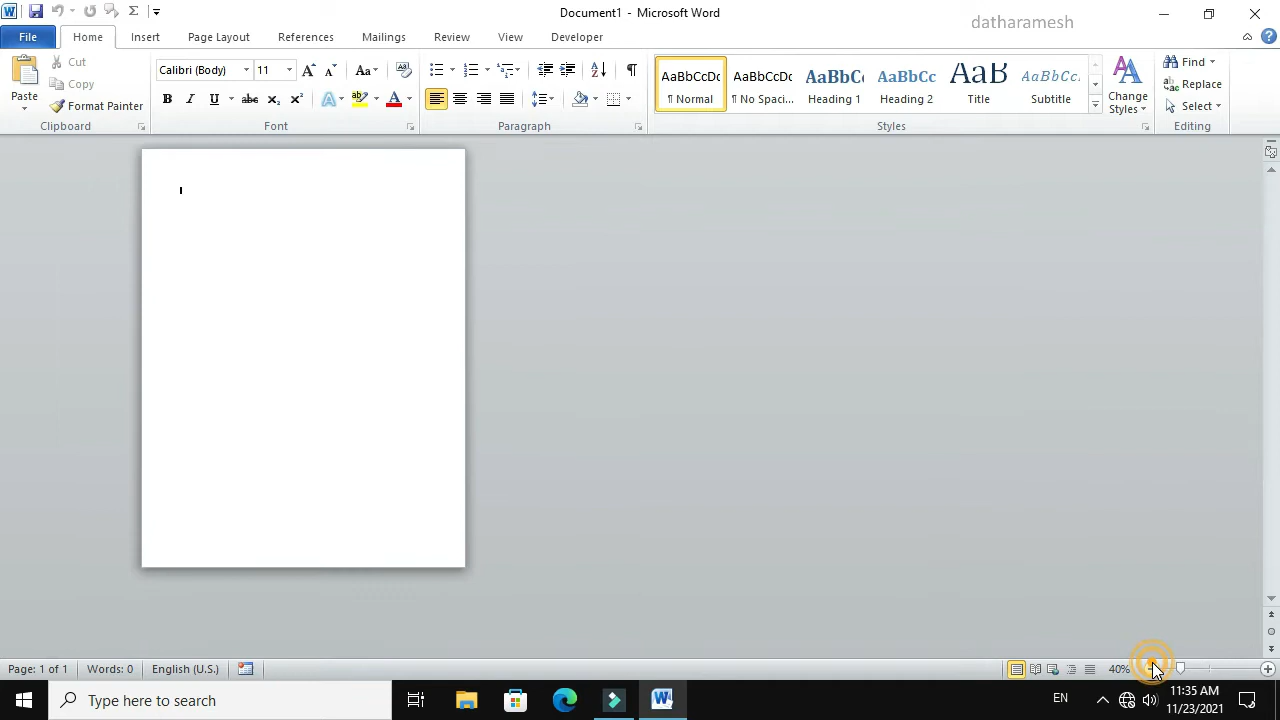 Document1 - Microsoft Word
datharamesh
File Home Insert Page Layout References Mailings Review View Developer
Paste
Cut
Copy
Format Painter
Clipboard
Calibri (Body) 11
Font
Paragraph
AaBbCcDc AaBbCcDc AaBbC AaBbCc AaB AaBbCc.
¶ Normal ¶ No Spaci... Heading 1 Heading 2 Title Subtitle
Styles
Change
Styles
Find
Replace
Select
Editing
Page: 1 of 1 Words: 0 English (U.S.) 40%
Type here to search
EN
11:35 AM
11/23/2021